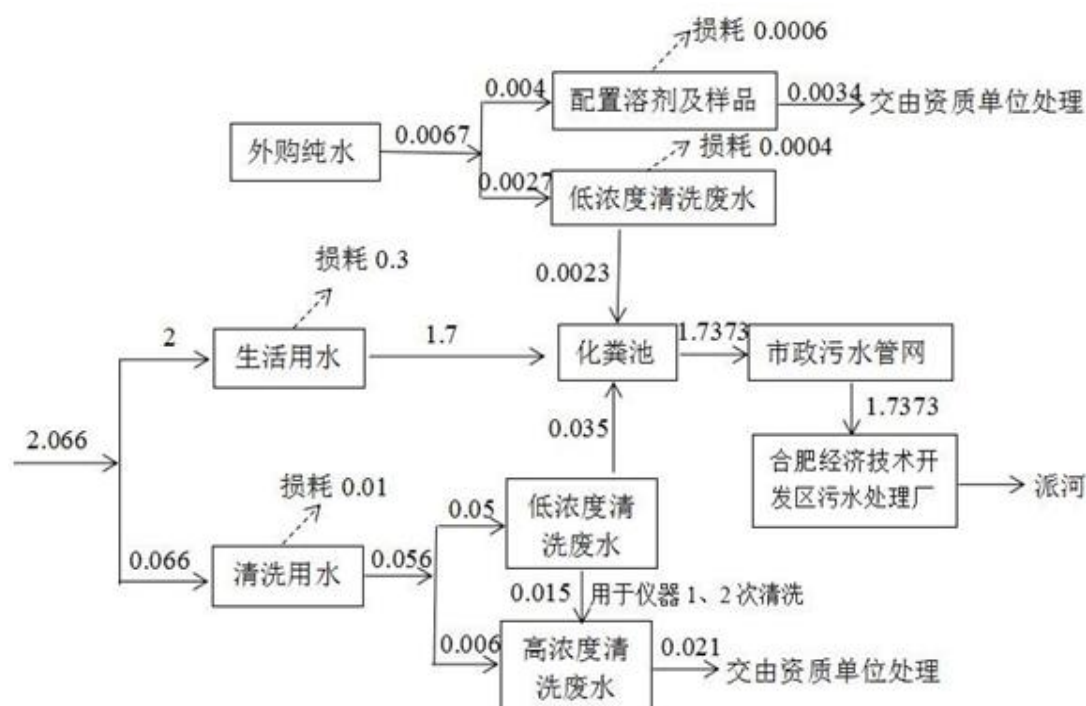 损耗 0.0006
0.004
配置溶剂及样品
0.0034
交由资质单位处理
外购纯水
0.0067
损耗 0.0004
0.0027
低浓度清洗废水
0.0023
损耗 0.3
2
生活用水
1.7
化粪池
1.7373
市政污水管网
1.7373
2.066
0.035
合肥经济技术开
发区污水处理厂
派河
损耗 0.01
0.05
低浓度清
洗废水
0.066
清洗用水
0.056
0.015
用于仪器 1、2 次清洗
0.006
高浓度清
洗废水
0.021
交由资质单位处理